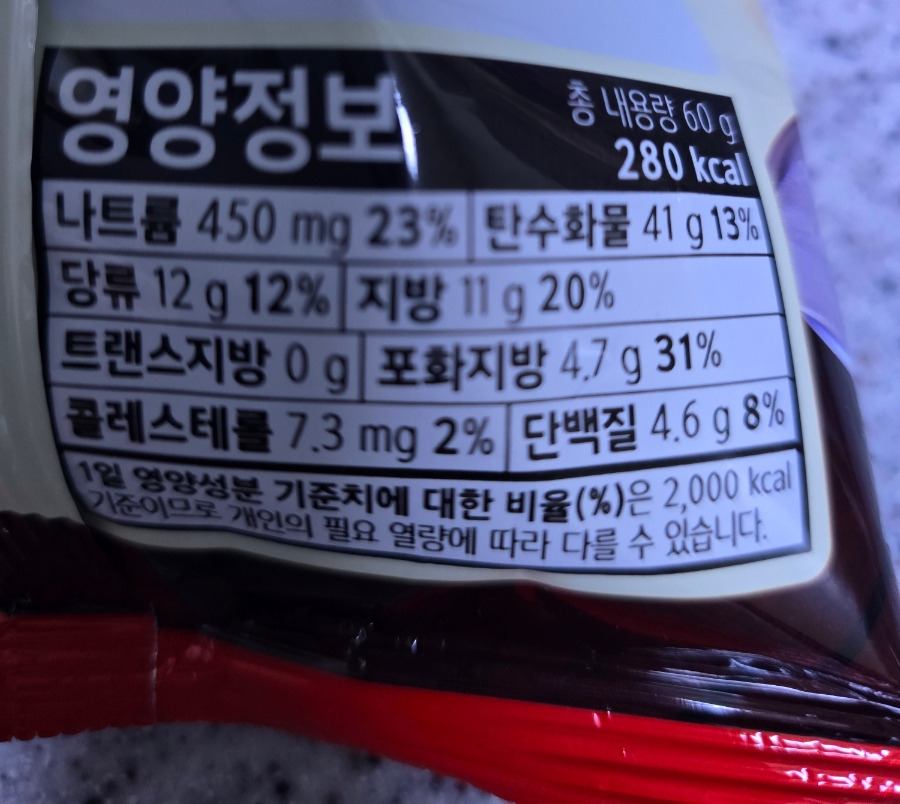 영양정보
총 내용량 60 g
280 kcal
나트륨 450 mg 23% 탄수화물 41 g 13%
당류 12 g 12% 지방 11 g 20%
트랜스지방 0 g 포화지방 4.7 g 31%
콜레스테롤 7.3 mg 2% 단백질 4.6 g 8%
1일 영양성분 기준치에 대한 비율(%)은 2,000 kcal
기준이므로 개인의 필요 열량에 따라 다를 수 있습니다.